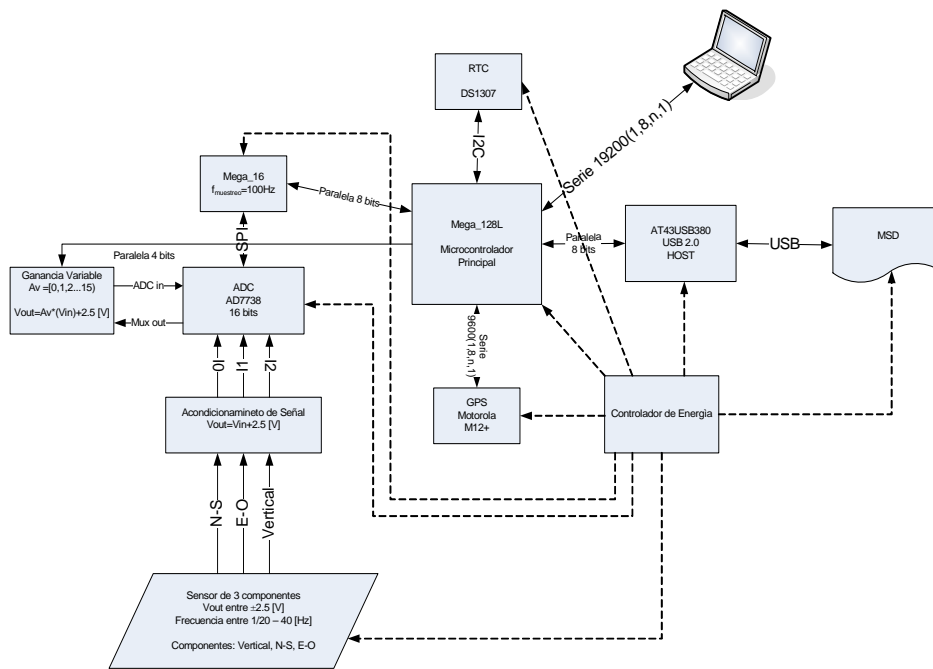 RTC
DS1307
Serie 19200(1,8,n,1)
I2C
Mega_16
fmuestreo=100Hz
Paralela 8 bits
SPI
Mega_128L
Microcontrolador
Principal
Paralela
8 bits
AT43USB380
USB 2.0
HOST
USB
MSD
Paralela 4 bits
Ganancia Variable
Av =[0,1,2...15)
Vout=Av*(Vin)+2.5 [V]
ADC in
Mux out
ADC
AD7738
16 bits
Serie
9600(1,8,n,1)
I0
I1
I2
GPS
Motorola
M12+
Controlador de Energìa
Acondicionamineto de Señal
Vout=Vin+2.5 [V]
N-S
E-O
Vertical
Sensor de 3 componentes
Vout entre ±2.5 [V]
Frecuencia entre 1/20 – 40 [Hz]
Componentes: Vertical, N-S, E-O